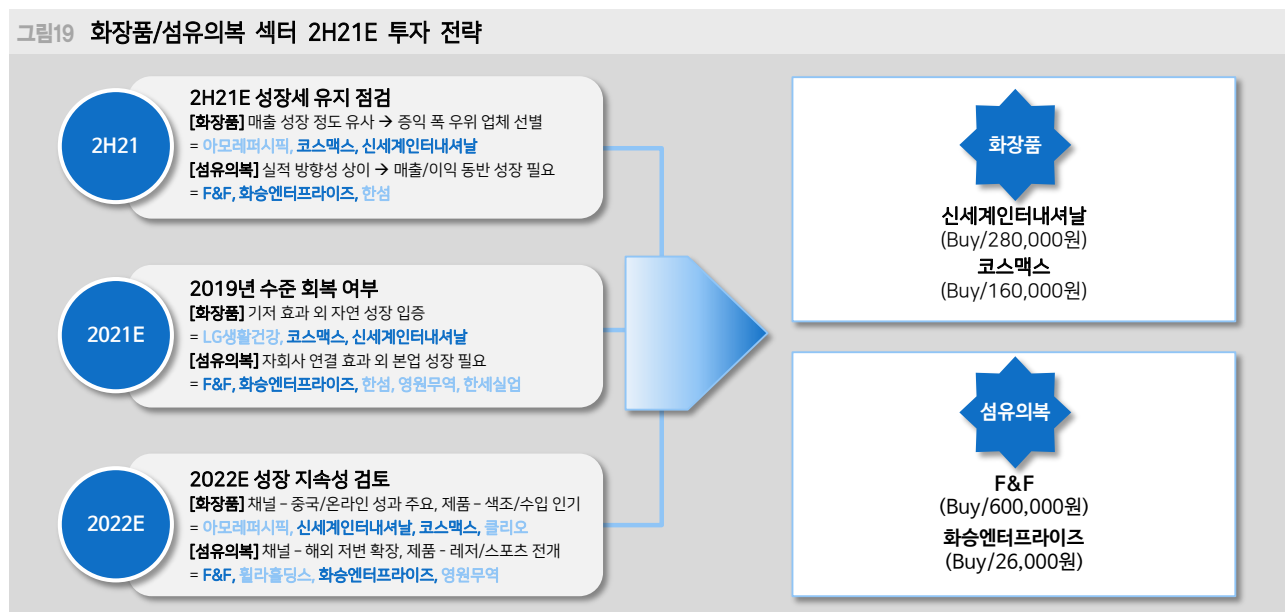 그림19 화장품/섬유의복 섹터 2H21E 투자 전략
2H21
2H21E 성장세 유지 점검
[화장품] 매출 성장 정도 유사 → 증익 폭 우위 업체 선별
= 아모레퍼시픽, 코스맥스, 신세계인터내셔날
[섬유의복] 실적 방향성 상이 → 매출/이익 동반 성장 필요
= F&F, 화승엔터프라이즈, 한섬
2021E
2019년 수준 회복 여부
[화장품] 기저 효과 외 자연 성장 입증
= LG생활건강, 코스맥스, 신세계인터내셔날
[섬유의복] 자회사 연결 효과 외 본업 성장 필요
= F&F, 화승엔터프라이즈, 한섬, 영원무역, 한세실업
2022E
2022E 성장 지속성 검토
[화장품] 채널 – 중국/온라인 성과 주요, 제품 – 색조/수입 인기
= 아모레퍼시픽, 신세계인터내셔날, 코스맥스, 클리오
[섬유의복] 채널 – 해외 저변 확장, 제품 - 레저/스포츠 전개
= F&F, 휠라홀딩스, 화승엔터프라이즈, 영원무역
화장품
신세계인터내셔날
(Buy/280,000원)
코스맥스
(Buy/160,000원)
섬유의복
F&F
(Buy/600,000원)
화승엔터프라이즈
(Buy/26,000원)